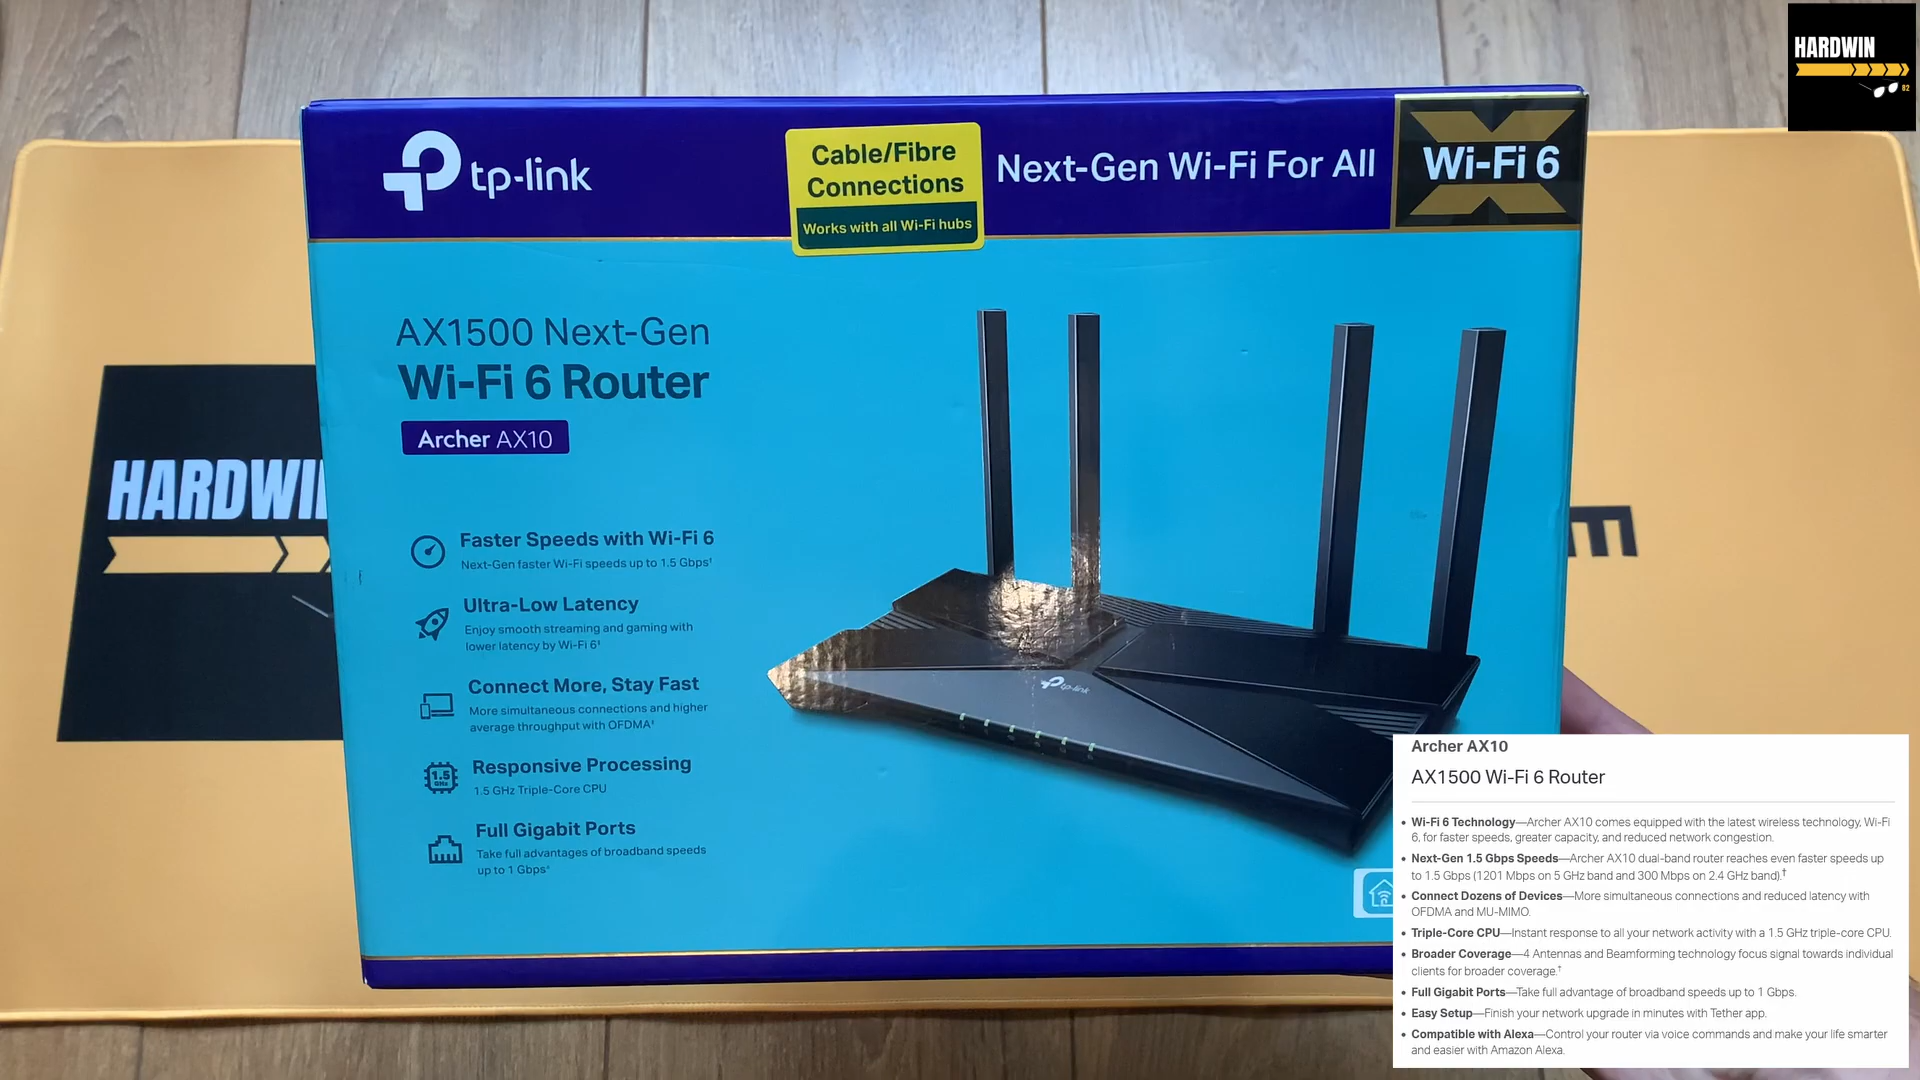 HARDWIN
82
tp-link
Cable/Fibre
Connections
Works with all Wi-Fi hubs
Next-Gen Wi-Fi For All
Wi-Fi 6
AX1500 Next-Gen
Wi-Fi 6 Router
Archer AX10
HARDWI
Faster Speeds with Wi-Fi 6
Next-Gen faster Wi-Fi speeds up to 1.5 Gbps†
Ultra-Low Latency
Enjoy smooth streaming and gaming with
lower latency by Wi-Fi 6‡
Connect More, Stay Fast
More simultaneous connections and higher
average throughput with OFDMA‡
1.5
GHz
Responsive Processing
1.5 GHz Triple-Core CPU
Full Gigabit Ports
Take full advantages of broadband speeds
up to 1 Gbps
tp-link
E
Archer AX10
AX1500 Wi-Fi 6 Router
• Wi-Fi 6 Technology—Archer AX10 comes equipped with the latest wireless technology, Wi-Fi
6, for faster speeds, greater capacity, and reduced network congestion.
• Next-Gen 1.5 Gbps Speeds—Archer AX10 dual-band router reaches even faster speeds up
to 1.5 Gbps (1201 Mbps on 5 GHz band and 300 Mbps on 2.4 GHz band).†
• Connect Dozens of Devices—More simultaneous connections and reduced latency with
OFDMA and MU-MIMO.
• Triple-Core CPU—Instant response to all your network activity with a 1.5 GHz triple-core CPU.
• Broader Coverage—4 Antennas and Beamforming technology focus signal towards individual
clients for broader coverage.†
• Full Gigabit Ports—Take full advantage of broadband speeds up to 1 Gbps.
• Easy Setup—Finish your network upgrade in minutes with Tether app.
• Compatible with Alexa—Control your router via voice commands and make your life smarter
and easier with Amazon Alexa.